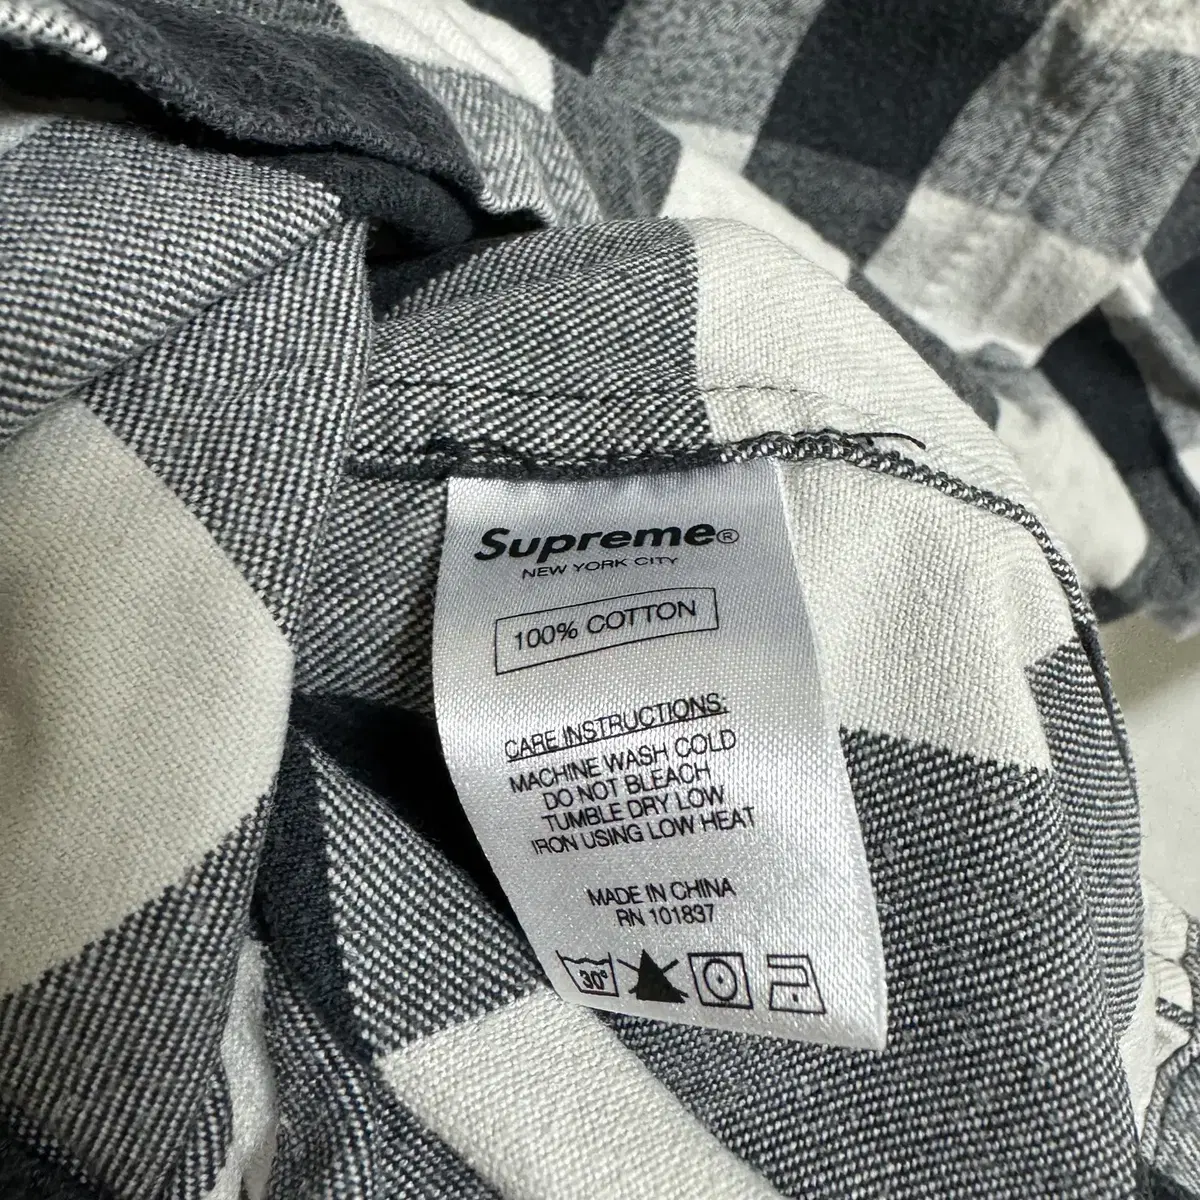 Supreme®
NEW YORK CITY
100% COTTON
CARE INSTRUCTIONS:
MACHINE WASH COLD
DO NOT BLEACH
TUMBLE DRY LOW
IRON USING LOW HEAT
MADE IN CHINA
RN 101837
30°